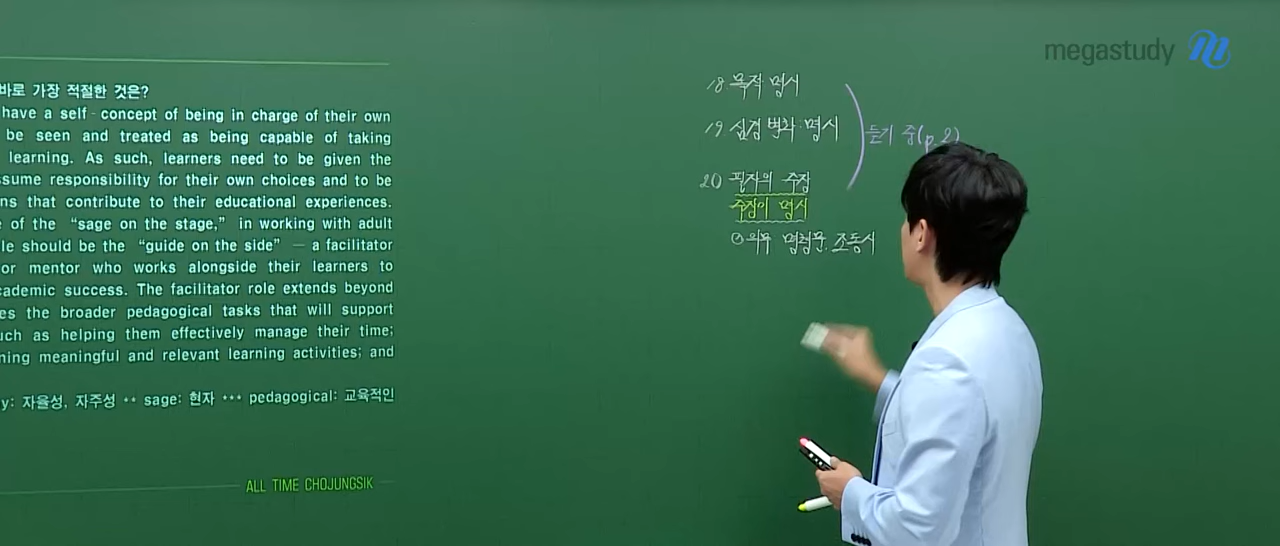 megastudy
바로 가장 적절한 것은?
have a self-concept of being in charge of their own
be seen and treated as being capable of taking
learning. As such, learners need to be given the
ssume responsibility for their own choices and to be
ns that contribute to their educational experiences.
e of the “sage on the stage,” in working with adult
le should be the “guide on the side” — a facilitator
or mentor who works alongside their learners to
cademic success. The facilitator role extends beyond
es the broader pedagogical tasks that will support
uch as helping them effectively manage their time;
ning meaningful and relevant learning activities; and
y: 자율성, 자주성 ** sage: 현자 *** pedagogical: 교육적인
ALL TIME CHOJUNGSIK
18. 목적 명시
19 심경 변화: 명시
듣기 중(p.2)
20 필자의 주장
주장이 명시
① 의무 명령문, 조동사